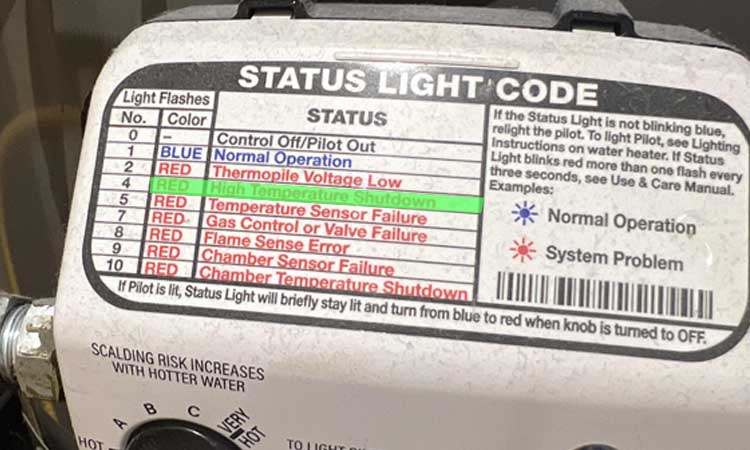 STATUS LIGHT CODE
Light Flashes
No. Color STATUS
0 – Control Off/Pilot Out
1 BLUE Normal Operation
2 RED Thermopile Voltage Low
4 RED High Temperature Shutdown
5 RED Temperature Sensor Failure
7 RED Gas Control or Valve Failure
8 RED Flame Sense Error
9 RED Chamber Sensor Failure
10 RED Chamber Temperature Shutdown
If the Status Light is not blinking blue,
relight the pilot. To light Pilot, see Lighting
Instructions on water heater. If Status
Light blinks red more than one flash every
three seconds, see Use & Care Manual.
Examples:
Normal Operation
System Problem
If Pilot is lit, Status Light will briefly stay lit and turn from blue to red when knob is turned to OFF.
SCALDING RISK INCREASES
WITH HOTTER WATER
HOT A B C VERY HOT
TO LIGHT